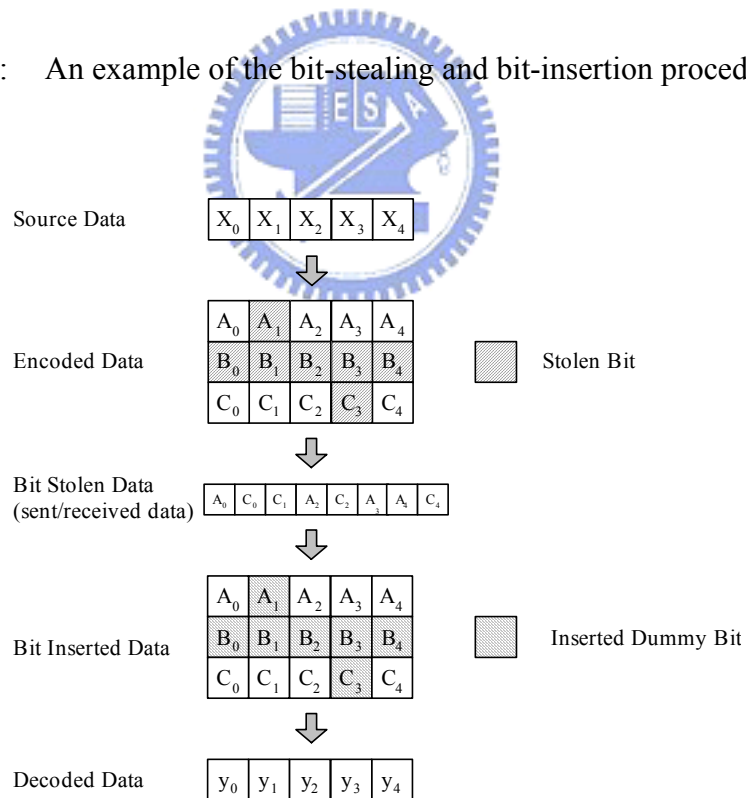 : An example of the bit-stealing and bit-insertion proced
ESA
Source Data X₀ X₁ X₂ X₃ X₄
A₀ A₁ A₂ A₃ A₄
Encoded Data B₀ B₁ B₂ B₃ B₄ Stolen Bit
C₀ C₁ C₂ C₃ C₄
Bit Stolen Data
(sent/received data) A₀ C₀ C₁ A₂ C₂ A₃ A₄ C₄
A₀ A₁ A₂ A₃ A₄
Bit Inserted Data B₀ B₁ B₂ B₃ B₄ Inserted Dummy Bit
C₀ C₁ C₂ C₃ C₄
Decoded Data y₀ y₁ y₂ y₃ y₄